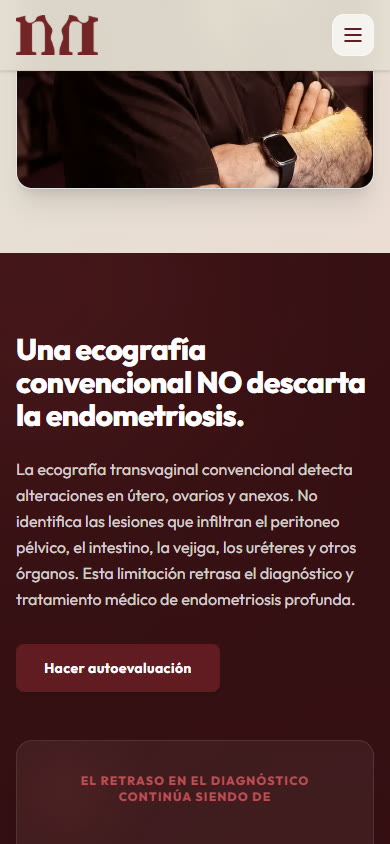 Una ecografía
convencional NO descarta
la endometriosis.
La ecografía transvaginal convencional detecta
alteraciones en útero, ovarios y anexos. No
identifica las lesiones que infiltran el peritoneo
pélvico, el intestino, la vejiga, los uréteres y otros
órganos. Esta limitación retrasa el diagnóstico y
tratamiento médico de endometriosis profunda.
Hacer autoevaluación
EL RETRASO EN EL DIAGNÓSTICO
CONTINÚA SIENDO DE